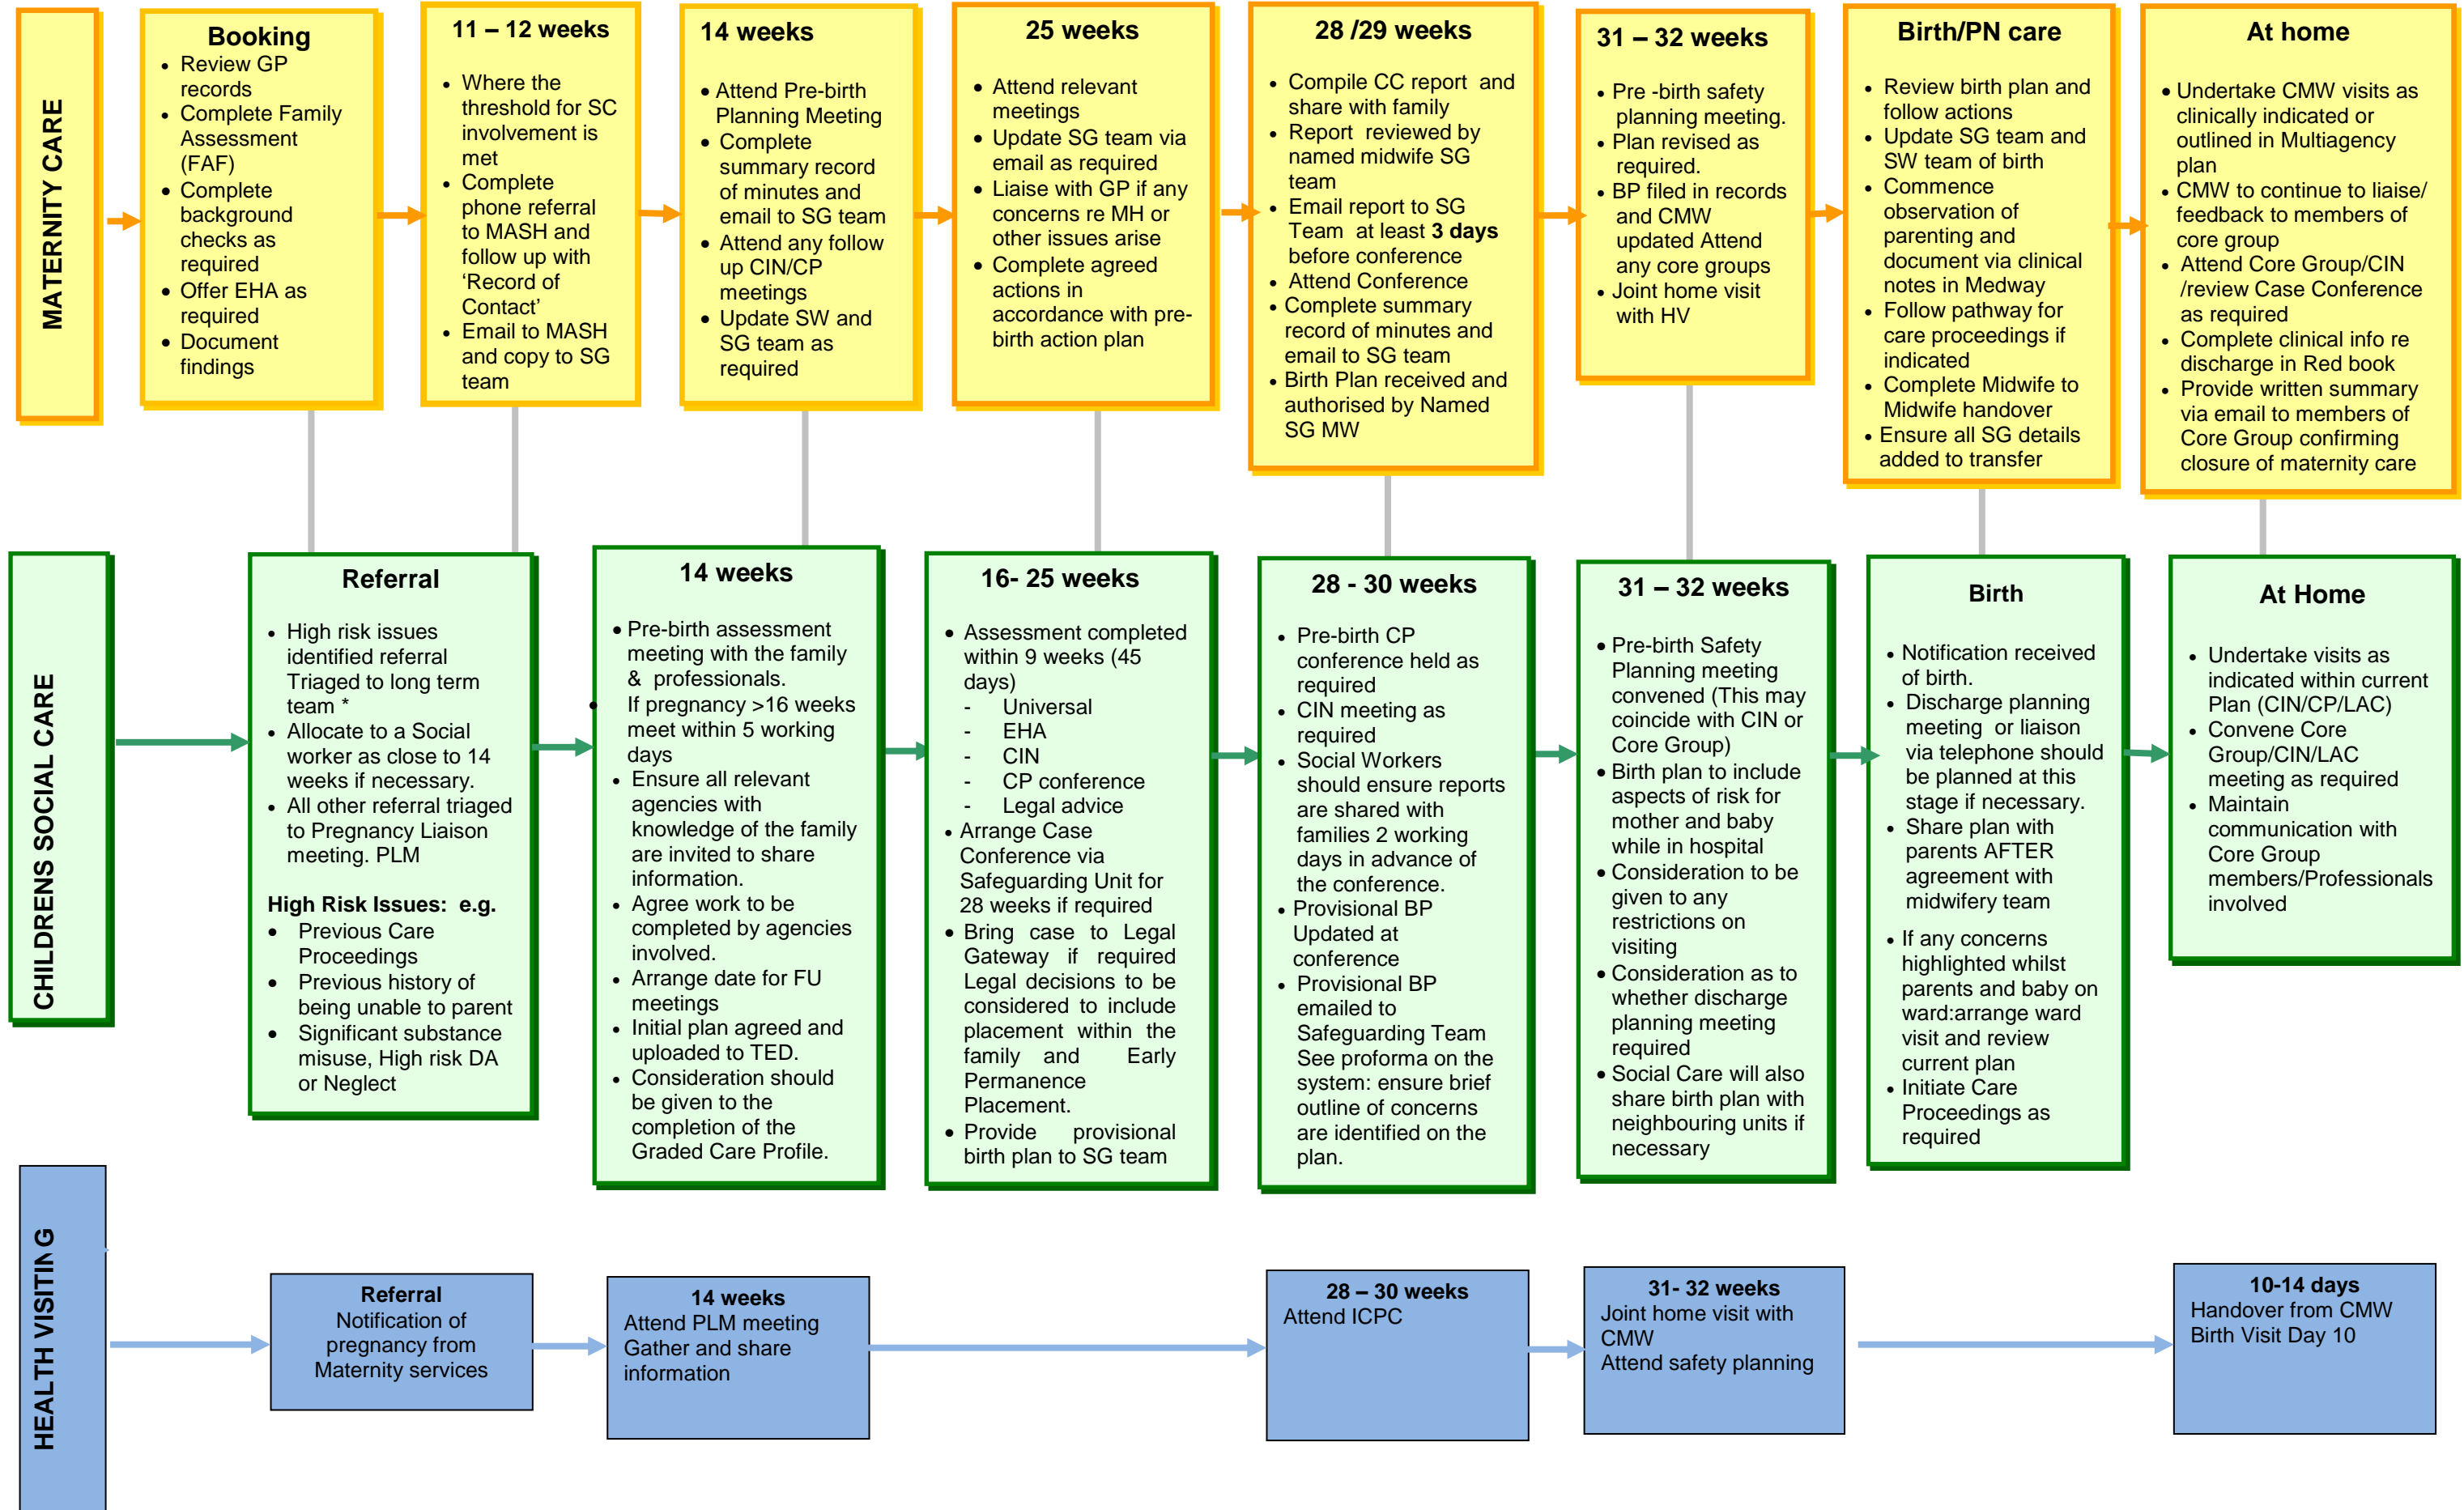 MATERNITY CARE
Booking
• Review GP
records
• Complete Family
Assessment
(FAF)
• Complete
background
checks as
required
• Offer EHA as
required
• Document
findings
11 – 12 weeks
• Where the
threshold for SC
involvement is
met
• Complete
phone referral
to MASH and
follow up with
‘Record of
Contact’
• Email to MASH
and copy to SG
team
14 weeks
• Attend Pre-birth
Planning Meeting
• Complete
summary record
of minutes and
email to SG team
• Attend any follow
up CIN/CP
meetings
• Update SW and
SG team as
required
25 weeks
• Attend relevant
meetings
• Update SG team via
email as required
• Liaise with GP if any
concerns re MH or
other issues arise
• Complete agreed
actions in
accordance with pre-
birth action plan
28 /29 weeks
• Compile CC report and
share with family
• Report reviewed by
named midwife SG
team
• Email report to SG
Team at least 3 days
before conference
• Attend Conference
• Complete summary
record of minutes and
email to SG team
• Birth Plan received and
authorised by Named
SG MW
31 – 32 weeks
• Pre -birth safety
planning meeting.
• Plan revised as
required.
• BP filed in records
and CMW
updated Attend
any core groups
• Joint home visit
with HV
Birth/PN care
• Review birth plan and
follow actions
• Update SG team and
SW team of birth
• Commence
observation of
parenting and
document via clinical
notes in Medway
• Follow pathway for
care proceedings if
indicated
• Complete Midwife to
Midwife handover
• Ensure all SG details
added to transfer
At home
• Undertake CMW visits as
clinically indicated or
outlined in Multiagency
plan
• CMW to continue to liaise/
feedback to members of
core group
• Attend Core Group/CIN
/review Case Conference
as required
• Complete clinical info re
discharge in Red book
• Provide written summary
via email to members of
Core Group confirming
closure of maternity care
CHILDRENS SOCIAL CARE
Referral
• High risk issues
identified referral
Triaged to long term
team *
• Allocate to a Social
worker as close to 14
weeks if necessary.
• All other referral triaged
to Pregnancy Liaison
meeting. PLM
High Risk Issues: e.g.
• Previous Care
Proceedings
• Previous history of
being unable to parent
• Significant substance
misuse, High risk DA
or Neglect
14 weeks
• Pre-birth assessment
meeting with the family
& professionals.
• If pregnancy >16 weeks
meet within 5 working
days
• Ensure all relevant
agencies with
knowledge of the family
are invited to share
information.
• Agree work to be
completed by agencies
involved.
• Arrange date for FU
meetings
• Initial plan agreed and
uploaded to TED.
• Consideration should
be given to the
completion of the
Graded Care Profile.
16- 25 weeks
• Assessment completed
within 9 weeks (45
days)
- Universal
- EHA
- CIN
- CP conference
- Legal advice
• Arrange Case
Conference via
Safeguarding Unit for
28 weeks if required
• Bring case to Legal
Gateway if required
Legal decisions to be
considered to include
placement within the
family and Early
Permanence
Placement.
• Provide provisional
birth plan to SG team
28 - 30 weeks
• Pre-birth CP
conference held as
required
• CIN meeting as
required
• Social Workers
should ensure reports
are shared with
families 2 working
days in advance of
the conference.
• Provisional BP
Updated at
conference
• Provisional BP
emailed to
Safeguarding Team
See proforma on the
system: ensure brief
outline of concerns
are identified on the
plan.
31 – 32 weeks
• Pre-birth Safety
Planning meeting
convened (This may
coincide with CIN or
Core Group)
• Birth plan to include
aspects of risk for
mother and baby
while in hospital
• Consideration to be
given to any
restrictions on
visiting
• Consideration as to
whether discharge
planning meeting
required
• Social Care will also
share birth plan with
neighbouring units if
necessary
Birth
• Notification received
of birth.
• Discharge planning
meeting or liaison
via telephone should
be planned at this
stage if necessary.
• Share plan with
parents AFTER
agreement with
midwifery team
• If any concerns
highlighted whilst
parents and baby on
ward:arrange ward
visit and review
current plan
• Initiate Care
Proceedings as
required
At Home
• Undertake visits as
indicated within current
Plan (CIN/CP/LAC)
• Convene Core
Group/CIN/LAC
meeting as required
• Maintain
communication with
Core Group
members/Professionals
involved
HEALTH VISITING
Referral
Notification of
pregnancy from
Maternity services
14 weeks
Attend PLM meeting
Gather and share
information
28 – 30 weeks
Attend ICPC
31- 32 weeks
Joint home visit with
CMW
Attend safety planning
10-14 days
Handover from CMW
Birth Visit Day 10